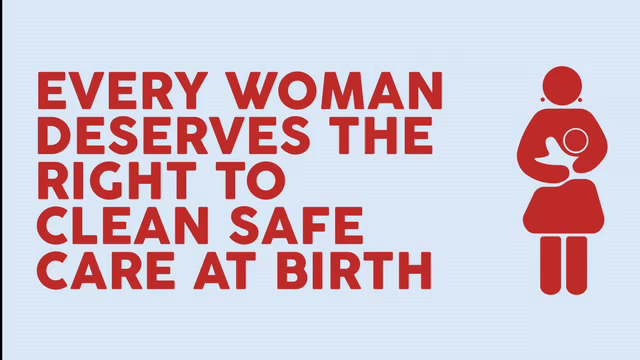 EVERY WOMAN
DESERVES THE
RIGHT TO
CLEAN SAFE
CARE AT BIRTH